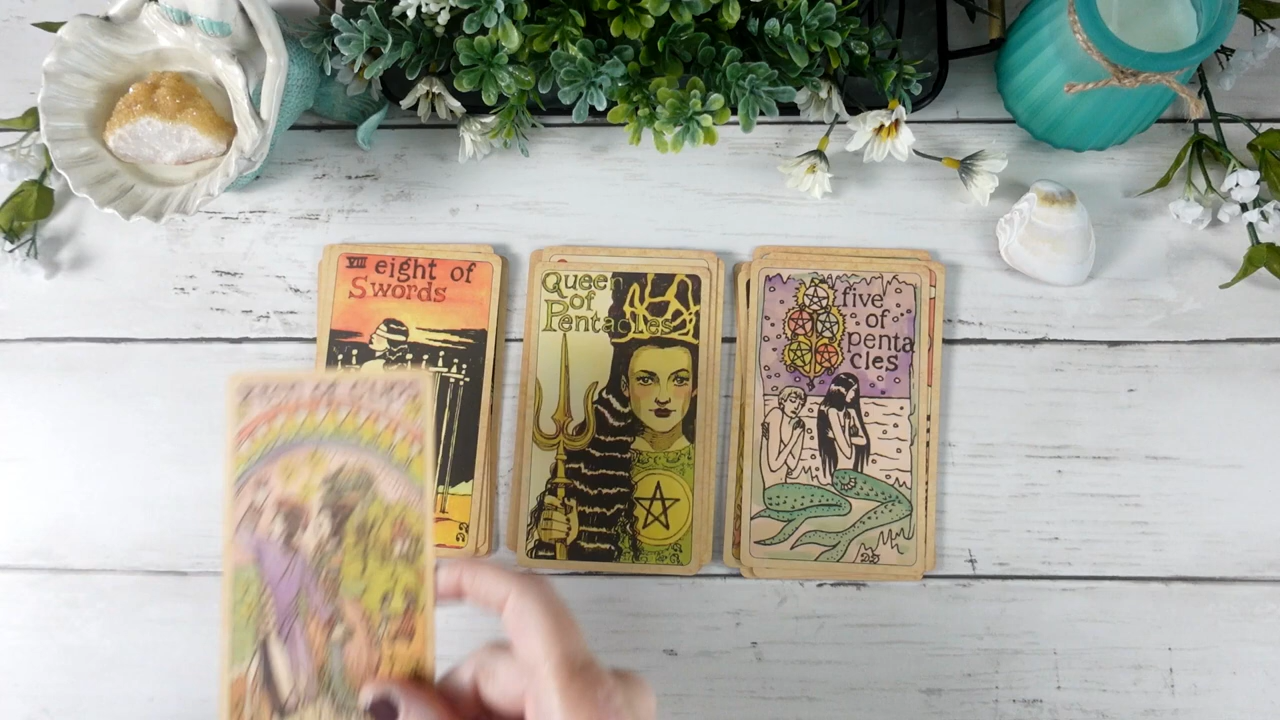 VIII eight of
Swords
Queen
of
Pentacles
five
of
penta
cles